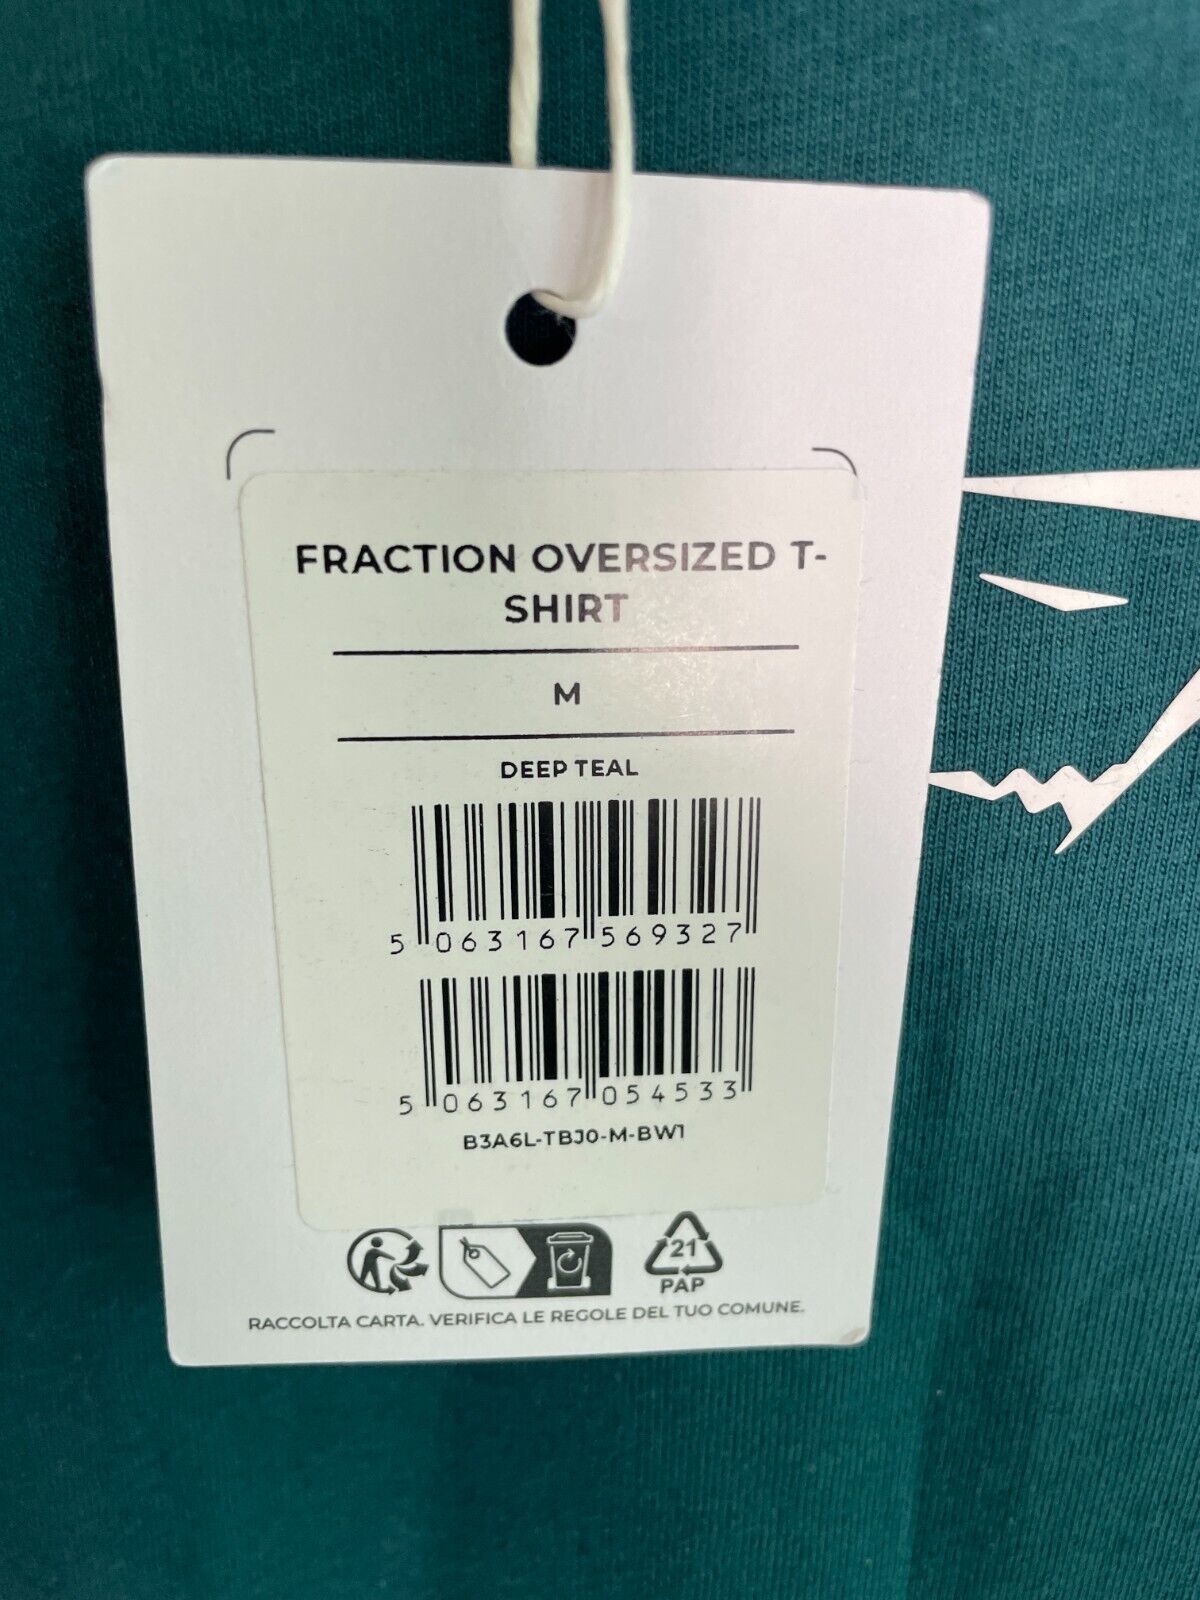 FRACTION OVERSIZED T-
SHIRT
M
DEEP TEAL
5 063167 569327
5 063167 054533
B3A6L-TBJ0-M-BW1
21
PAP
RACCOLTA CARTA. VERIFICA LE REGOLE DEL TUO COMUNE.